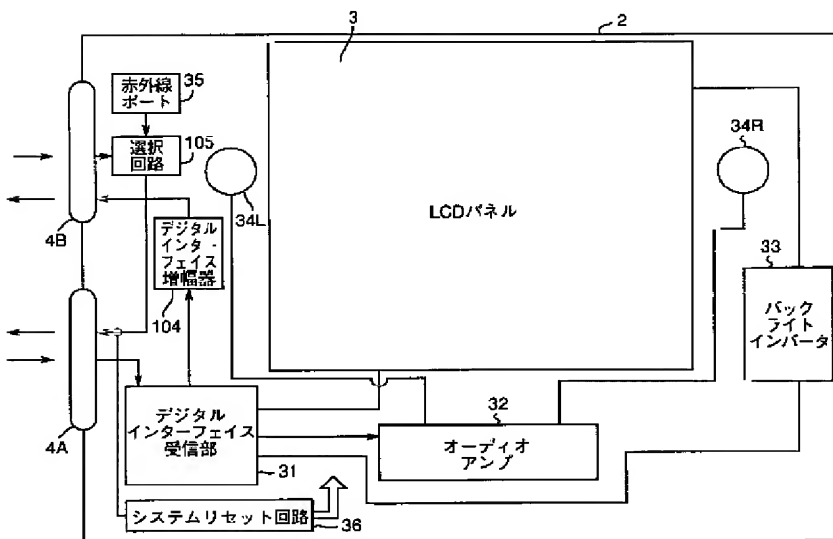 3
2
赤外線
ポート
35
選択
回路
105
34L
34R
LCDパネル
4B
デジタル
インター
フェイス
増幅器
104
33
バック
ライト
インバータ
4A
デジタル
インターフェイス
受信部
31
32
オーディオ
アンプ
システムリセット回路
36